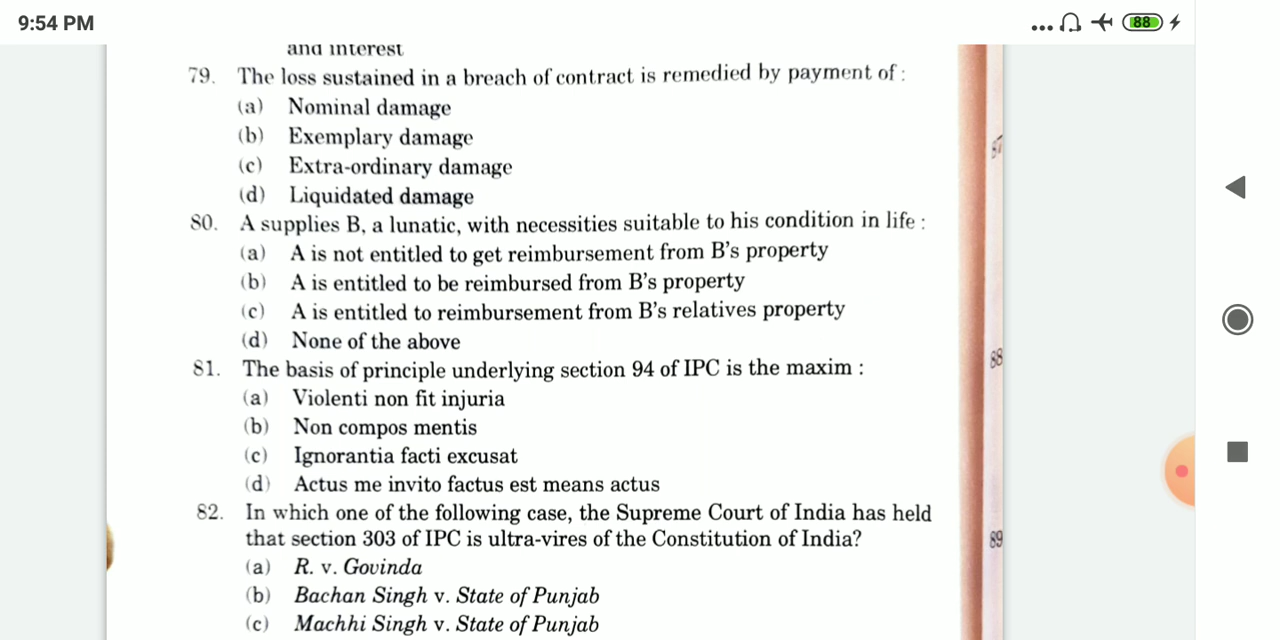 9:54 PM
88
and interest
79. The loss sustained in a breach of contract is remedied by payment of :
(a) Nominal damage
(b) Exemplary damage
(c) Extra-ordinary damage
(d) Liquidated damage
80. A supplies B, a lunatic, with necessities suitable to his condition in life :
(a) A is not entitled to get reimbursement from B's property
(b) A is entitled to be reimbursed from B's property
(c) A is entitled to reimbursement from B's relatives property
(d) None of the above
81. The basis of principle underlying section 94 of IPC is the maxim :
(a) Violenti non fit injuria
(b) Non compos mentis
(c) Ignorantia facti excusat
(d) Actus me invito factus est means actus
82. In which one of the following case, the Supreme Court of India has held
that section 303 of IPC is ultra-vires of the Constitution of India?
(a) R. v. Govinda
(b) Bachan Singh v. State of Punjab
(c) Machhi Singh v. State of Punjab
87
88
89